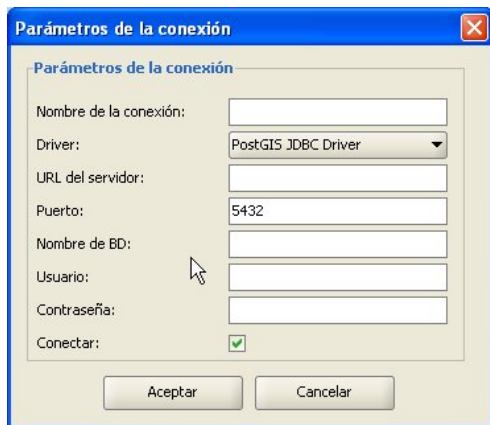 Parámetros de la conexión
Parámetros de la conexión
Nombre de la conexión:
Driver: PostGIS JDBC Driver
URL del servidor:
Puerto: 5432
Nombre de BD:
Usuario:
Contraseña:
Conectar:
Aceptar Cancelar